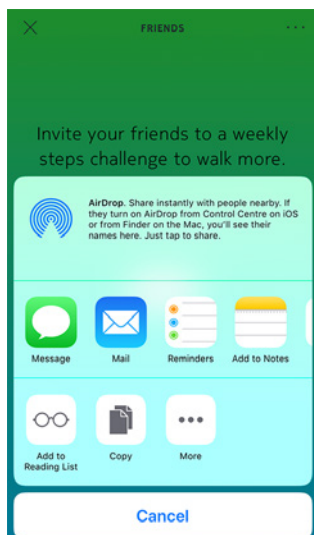 FRIENDS
Invite your friends to a weekly
steps challenge to walk more.
AirDrop. Share instantly with people nearby. If
they turn on AirDrop from Control Centre on iOS
or from Finder on the Mac, you'll see their
names here. Just tap to share.
Message Mail Reminders Add to Notes
Add to
Reading List Copy More
Cancel